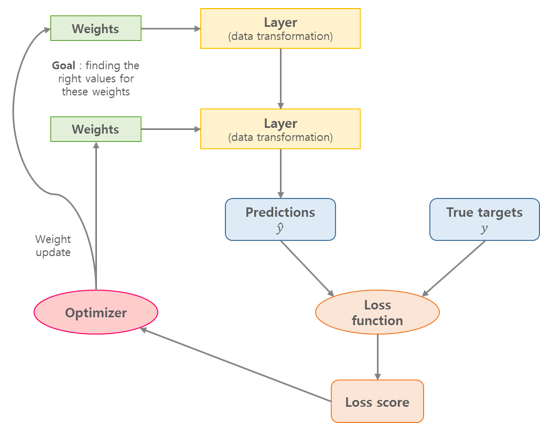 Weights
Layer
(data transformation)
Goal : finding the
right values for
these weights
Weights
Layer
(data transformation)
Predictions
ŷ
True targets
y
Weight
update
Optimizer
Loss
function
Loss score